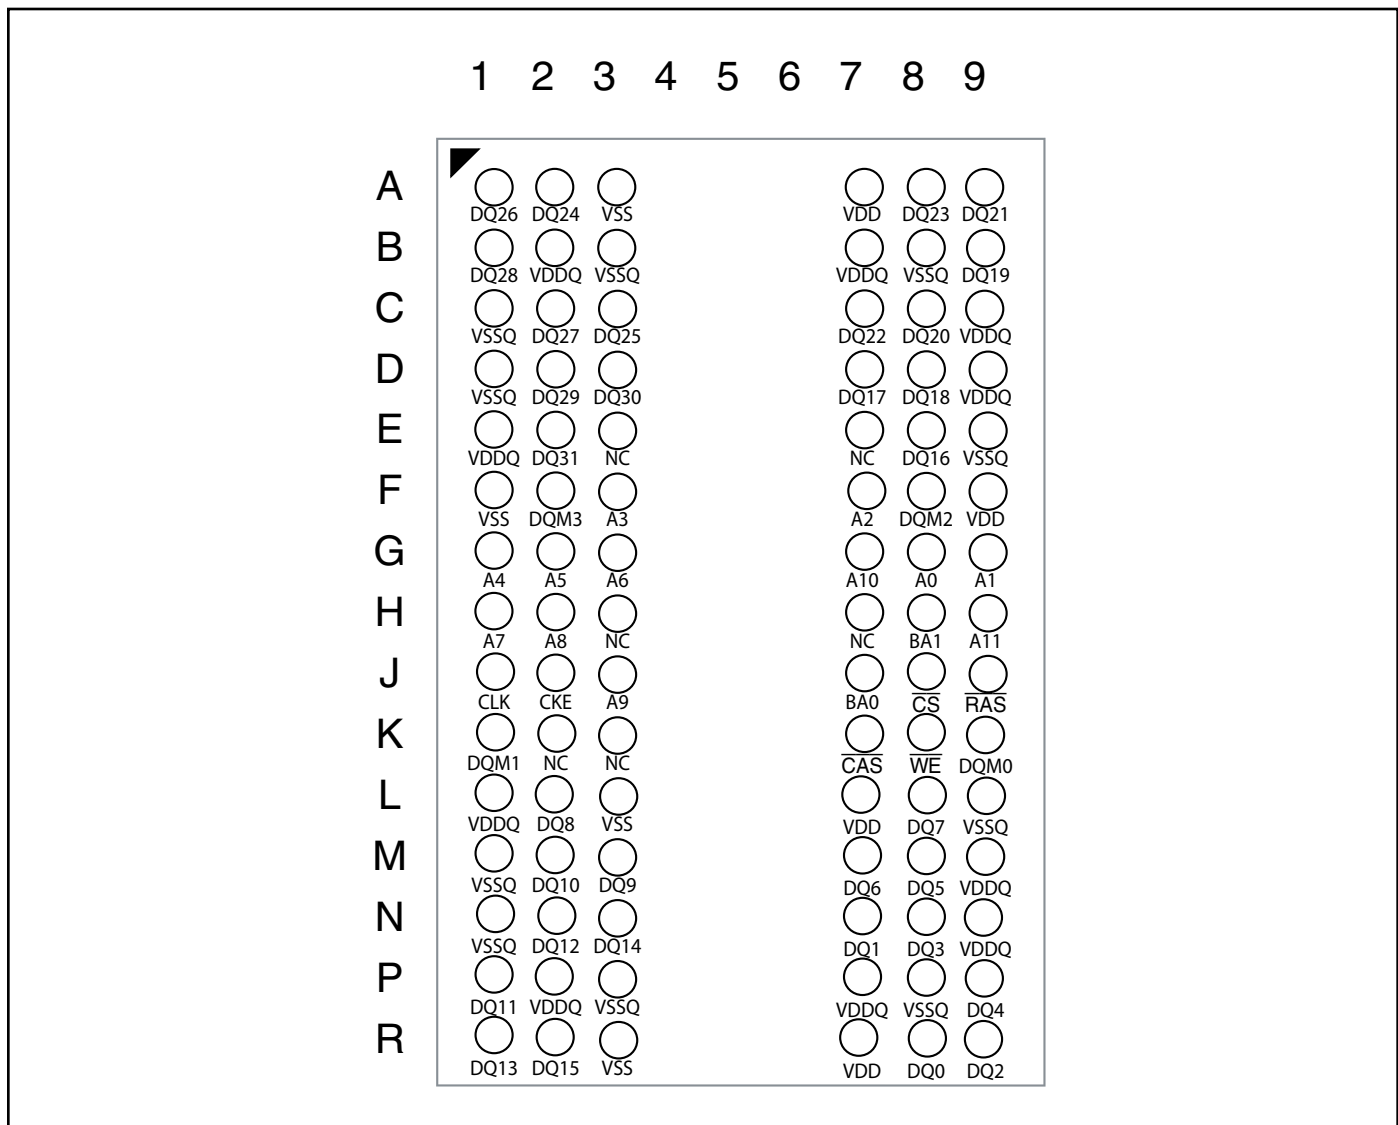 1 2 3 4 5 6 7 8 9
A
DQ26 DQ24 VSS VDD DQ23 DQ21
B
DQ28 VDDQ VSSQ VDDQ VSSQ DQ19
C
VSSQ DQ27 DQ25 DQ22 DQ20 VDDQ
D
VSSQ DQ29 DQ30 DQ17 DQ18 VDDQ
E
VDDQ DQ31 NC NC DQ16 VSSQ
F
VSS DQM3 A3 A2 DQM2 VDD
G
A4 A5 A6 A10 A0 A1
H
A7 A8 NC NC BA1 A11
J
CLK CKE A9 BA0 C̅S̅ R̅A̅S̅
K
DQM1 NC NC C̅A̅S̅ W̅E̅ DQM0
L
VDDQ DQ8 VSS VDD DQ7 VSSQ
M
VSSQ DQ10 DQ9 DQ6 DQ5 VDDQ
N
VSSQ DQ12 DQ14 DQ1 DQ3 VDDQ
P
DQ11 VDDQ VSSQ VDDQ VSSQ DQ4
R
DQ13 DQ15 VSS VDD DQ0 DQ2